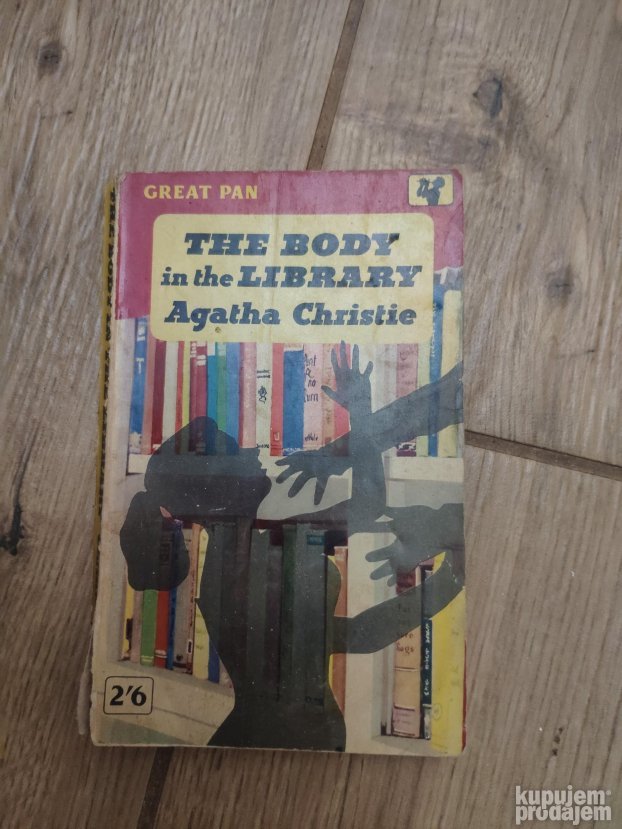 GREAT PAN
THE BODY
in the LIBRARY
Agatha Christie
2'6
kupujem
prodajem